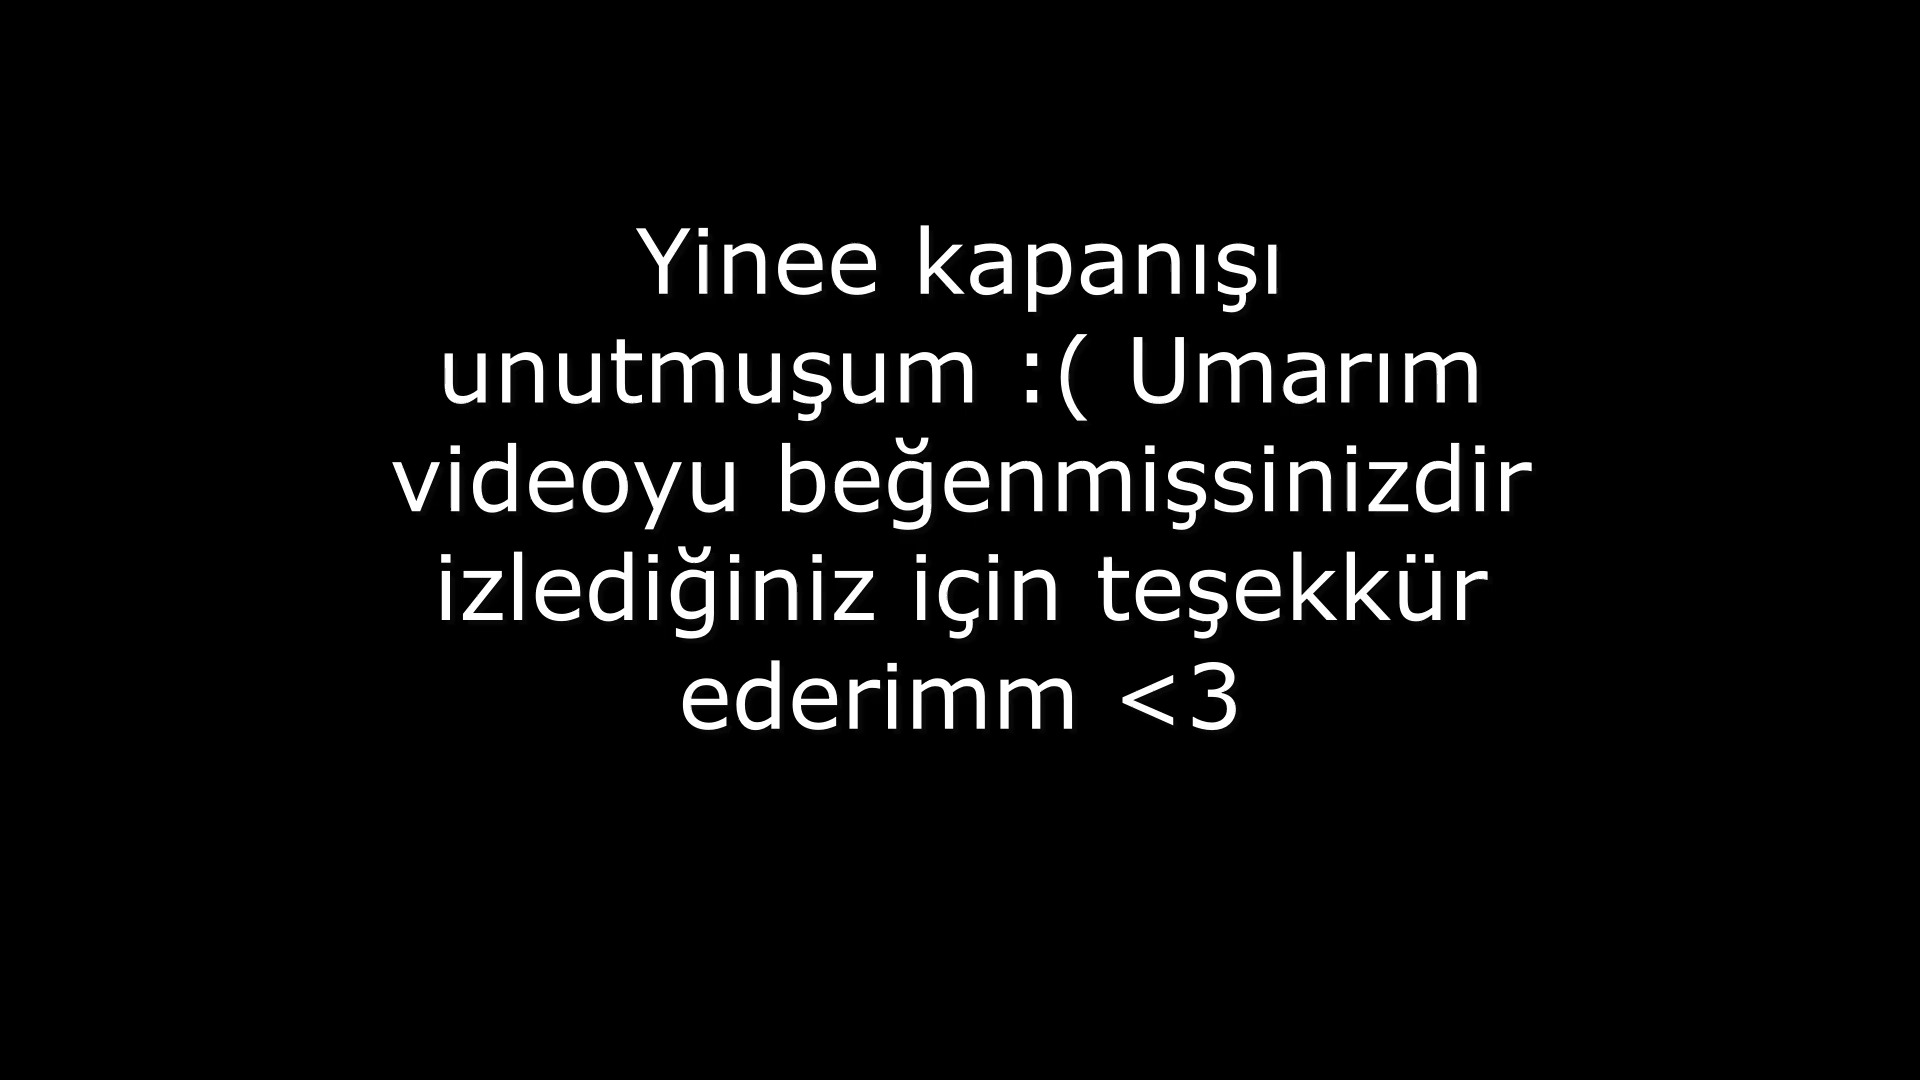 Yinee kapanışı
unutmuşum :( Umarım
videoyu beğenmişsinizdir
izlediğiniz için teşekkür
ederimm <3